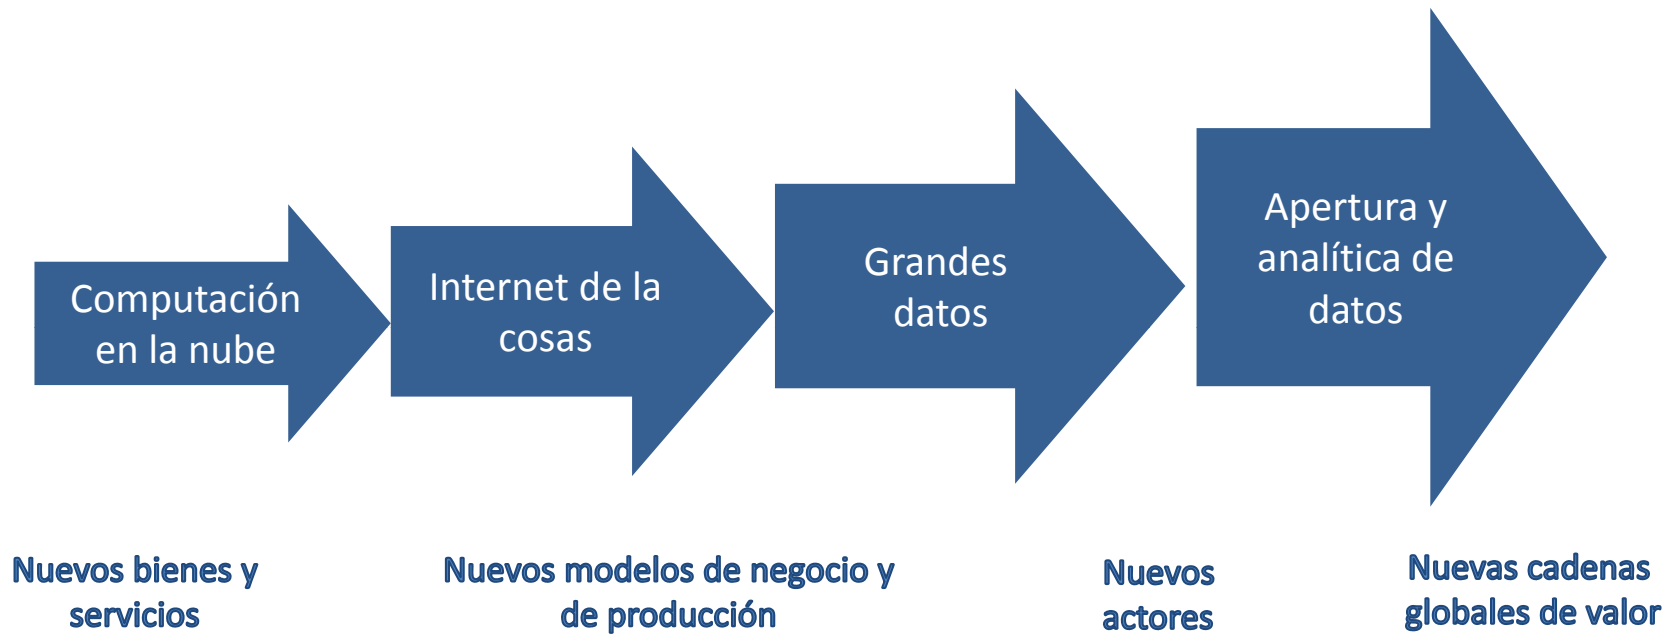 Computación
en la nube
Internet de la
cosas
Grandes
datos
Apertura y
analítica de
datos
Nuevos bienes y
servicios
Nuevos modelos de negocio y
de producción
Nuevos
actores
Nuevas cadenas
globales de valor